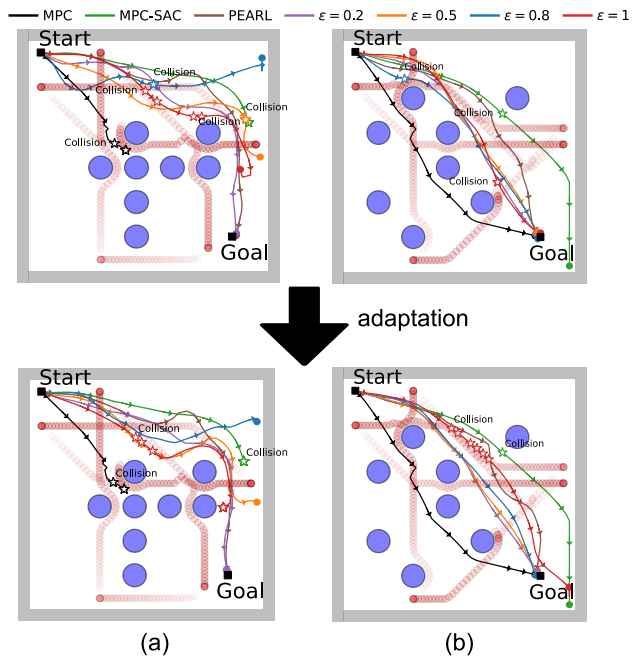 MPC MPC-SAC PEARL ε = 0.2 ε = 0.5 ε = 0.8 ε = 1
Start Start
Collision
Collision
Collision
Collision
Collision
Collision
Collision
Collision
Goal Goal
adaptation
Start Start
Collision
Collision
Collision
Collision
Collision
Goal Goal
(a) (b)